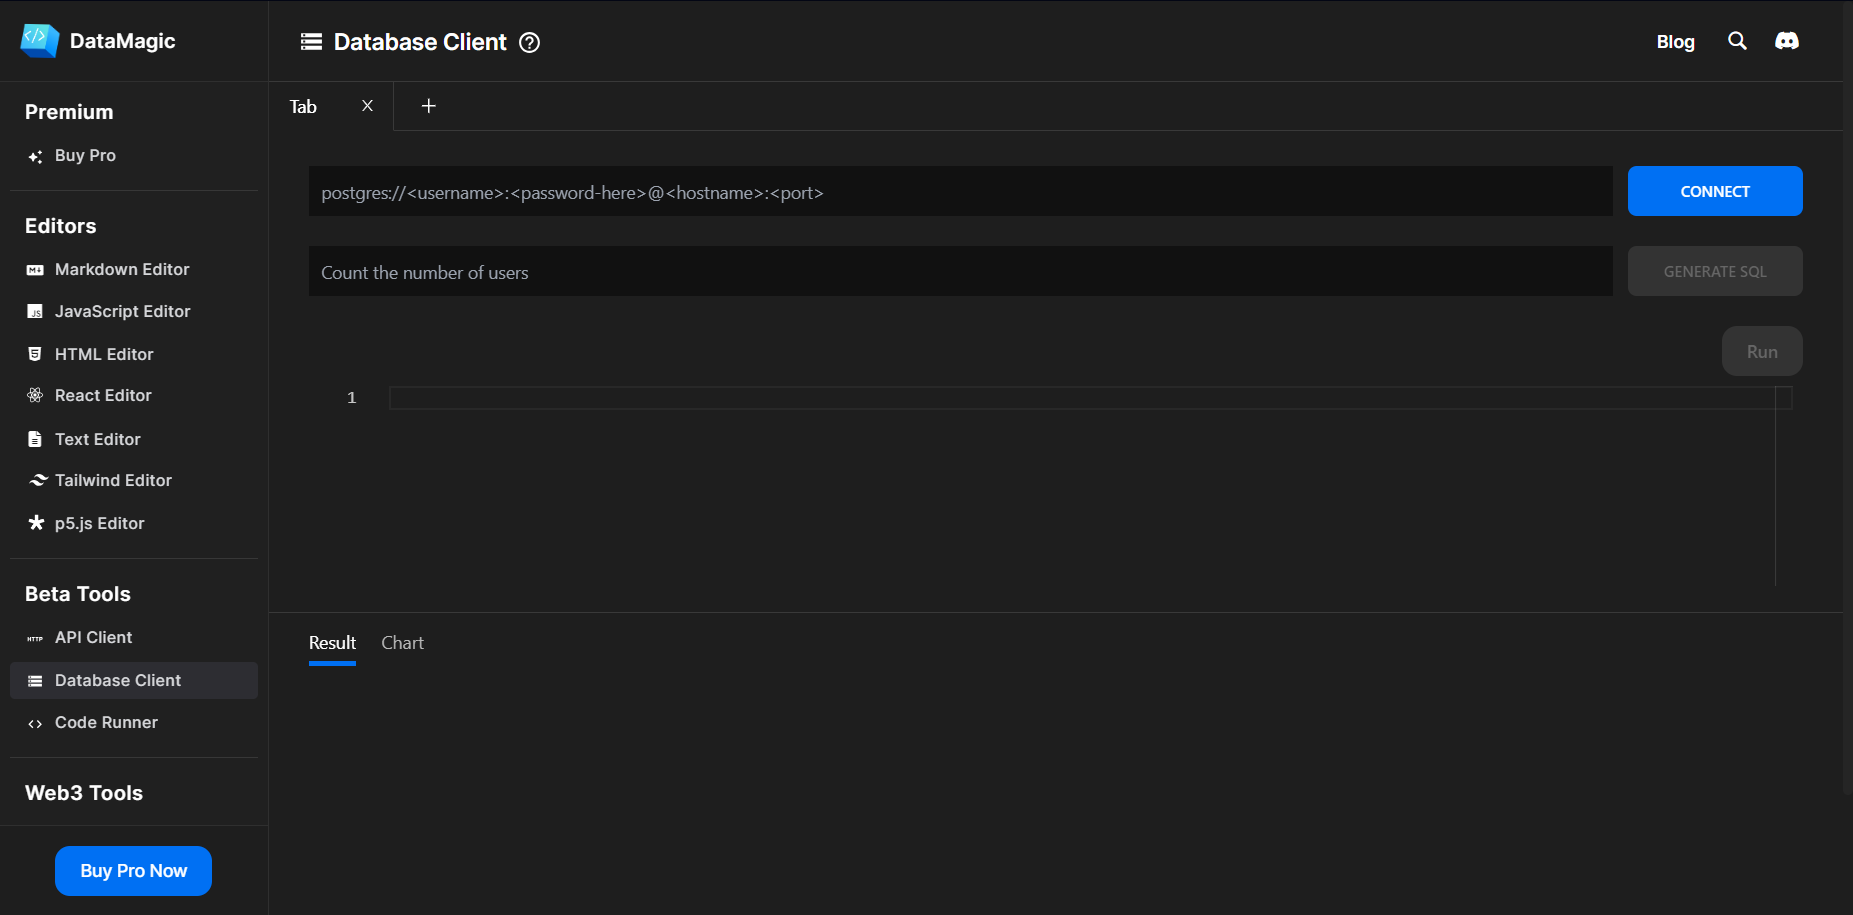 DataMagic
Premium
Buy Pro
Editors
Markdown Editor
JavaScript Editor
HTML Editor
React Editor
Text Editor
Tailwind Editor
p5.js Editor
Beta Tools
HTTP API Client
Database Client
Code Runner
Web3 Tools
Buy Pro Now
Database Client ?
Blog
Tab X +
postgres://<username>:<password-here>@<hostname>:<port>
CONNECT
Count the number of users
GENERATE SQL
Run
1
Result Chart